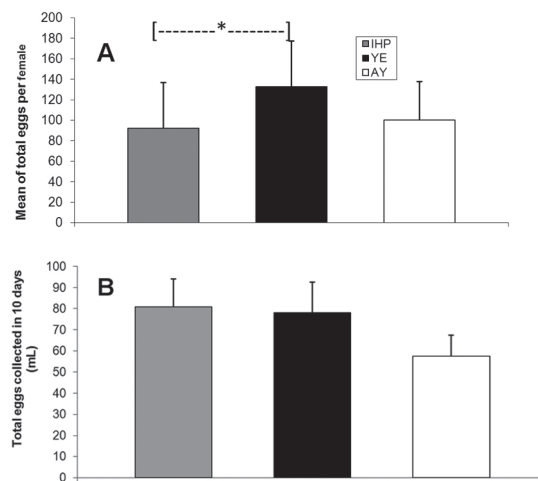 A
[--------*------[
IHP
YE
AY
Mean of total eggs per female
200
180
160
140
120
100
80
60
40
20
0
B
Total eggs collected in 10 days
(mL)
100
90
80
70
60
50
40
30
20
10
0